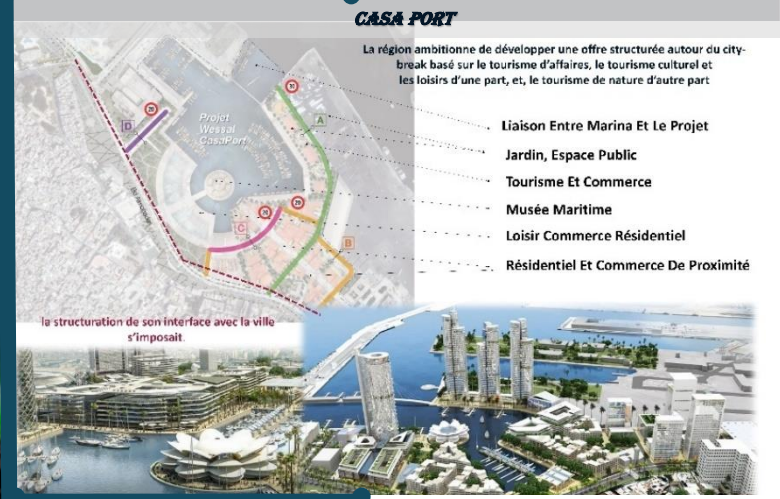 CASA PORT
La région ambitionne de développer une offre structurée autour du city-
break basé sur le tourisme d'affaires, le tourisme culturel et
les loisirs d'une part, et, le tourisme de nature d'autre part
30
30
A
D
Projet
Wessal
CasaPort
Liaison Entre Marina Et Le Projet
Jardin, Espace Public
Tourisme Et Commerce
Musée Maritime
Loisir Commerce Résidentiel
Résidentiel Et Commerce De Proximité
C
B
la structuration de son interface avec la ville
s'imposait.